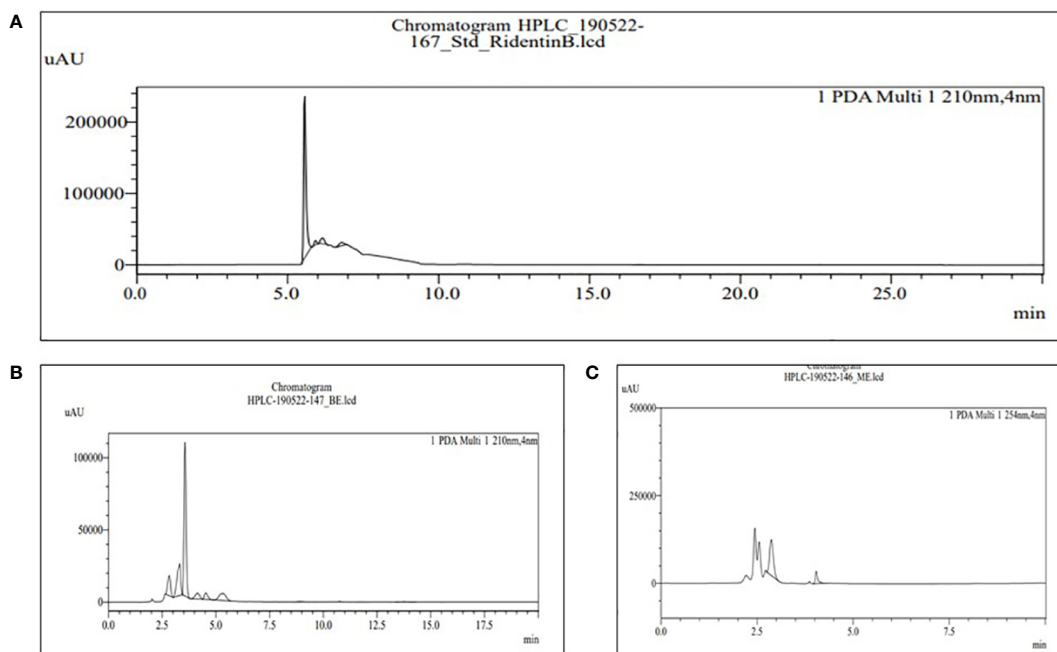 A
Chromatogram HPLC_190522-
167_Std_RidentinB.lcd
uAU
1 PDA Multi 1 210nm,4nm
200000
100000
0
0.0 5.0 10.0 15.0 20.0 25.0
min
B
Chromatogram
HPLC-190522-147_BE.lcd
uAU
1 PDA Multi 1 210nm,4nm
100000
50000
0
0.0 2.5 5.0 7.5 10.0 12.5 15.0 17.5
min
C
Chromatogram
HPLC-190522-146_ME.lcd
uAU
500000
1 PDA Multi 1 254nm,4nm
250000
0
0.0 2.5 5.0 7.5
min